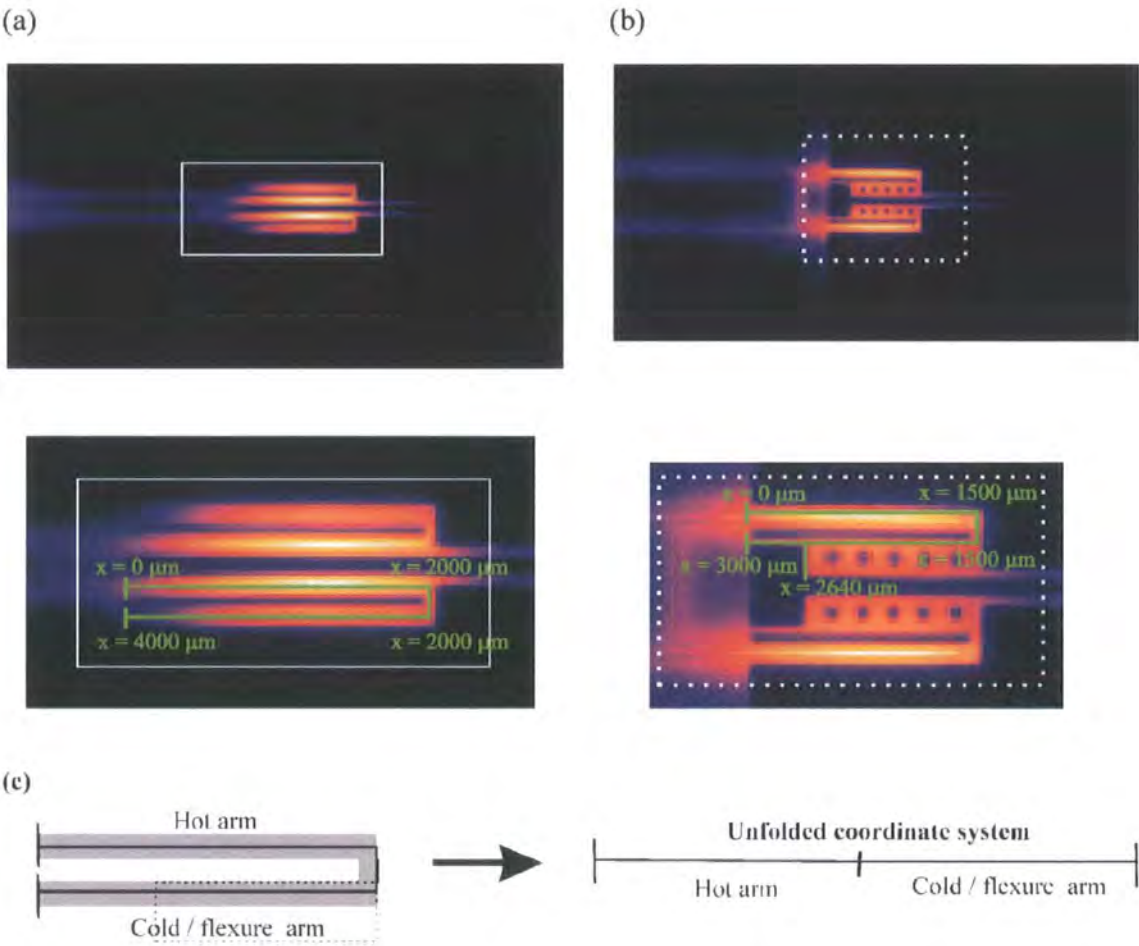 (a)
(b)
x = 0 μm
x = 2000 μm
x = 4000 μm
x = 2000 μm
x = 0 μm
x = 1500 μm
x = 3000 μm
x = 1500 μm
x = 2640 μm
(c)
Hot arm
Cold / flexure arm
Unfolded coordinate system
Hot arm
Cold / flexure arm